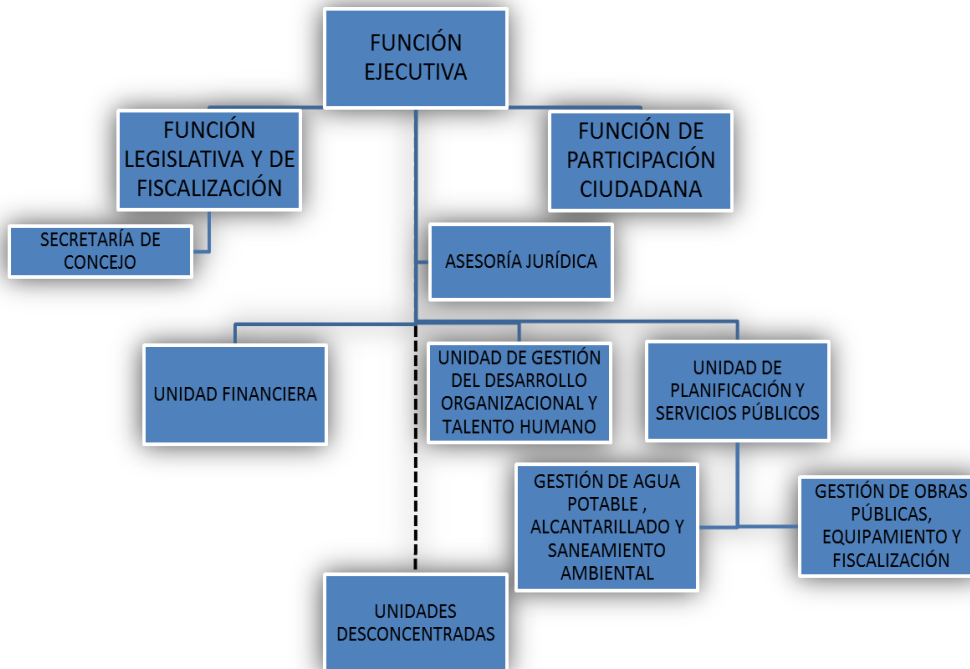 FUNCIÓN
EJECUTIVA
FUNCIÓN
LEGISLATIVA Y DE
FISCALIZACIÓN
FUNCIÓN DE
PARTICIPACIÓN
CIUDADANA
SECRETARÍA DE
CONCEJO
ASESORÍA JURÍDICA
UNIDAD FINANCIERA
UNIDAD DE GESTIÓN
DEL DESARROLLO
ORGANIZACIONAL Y
TALENTO HUMANO
UNIDAD DE
PLANIFICACIÓN Y
SERVICIOS PÚBLICOS
GESTIÓN DE AGUA
POTABLE ,
ALCANTARILLADO Y
SANEAMIENTO
AMBIENTAL
GESTIÓN DE OBRAS
PÚBLICAS,
EQUIPAMIENTO Y
FISCALIZACIÓN
UNIDADES
DESCONCENTRADAS